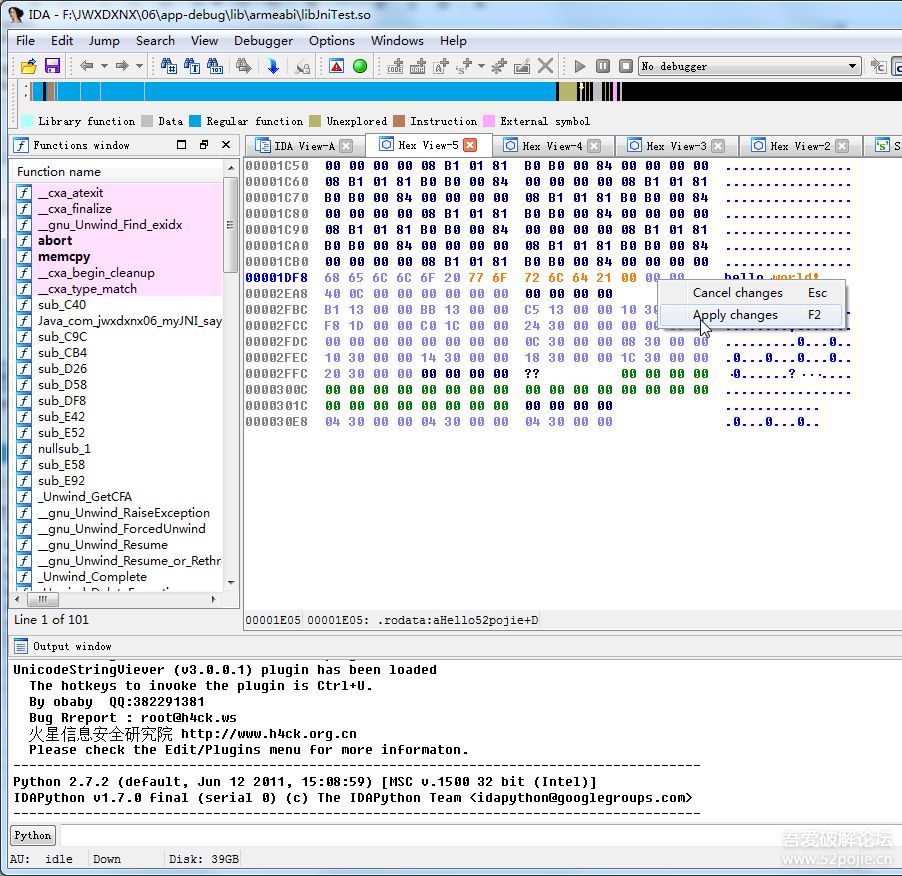 IDA - F:\JWXDXNX\06\app-debug\lib\armeabi\libJniTest.so
File Edit Jump Search View Debugger Options Windows Help
No debugger
Library function Data Regular function Unexplored Instruction External symbol
Functions window
IDA View-A Hex View-5 Hex View-4 Hex View-3 Hex View-2 S
Function name
__cxa_atexit
__cxa_finalize
__gnu_Unwind_Find_exidx
abort
memcpy
__cxa_begin_cleanup
__cxa_type_match
sub_C40
Java_com_jwxdxnx06_myJNI_say
sub_C9C
sub_CB4
sub_D26
sub_D58
sub_DF8
sub_E42
sub_E52
nullsub_1
sub_E58
sub_E92
_Unwind_GetCFA
__gnu_Unwind_RaiseException
__gnu_Unwind_ForcedUnwind
__gnu_Unwind_Resume
__gnu_Unwind_Resume_or_Rethr
_Unwind_Complete
Line 1 of 101
00001C50 00 00 00 00 08 B1 01 81 B0 B0 00 84 00 00 00 00 ................
00001C60 08 B1 01 81 B0 B0 00 84 00 00 00 00 08 B1 01 81 ................
00001C70 B0 B0 00 84 00 00 00 00 08 B1 01 81 B0 B0 00 84 ................
00001C80 00 00 00 00 08 B1 01 81 B0 B0 00 84 00 00 00 00 ................
00001C90 08 B1 01 81 B0 B0 00 84 00 00 00 00 08 B1 01 81 ................
00001CA0 B0 B0 00 84 00 00 00 00 08 B1 01 81 B0 B0 00 84 ................
00001CB0 00 00 00 00 08 B1 01 81 B0 B0 00 84 00 00 00 00 ................
00001DF8 68 65 6C 6C 6F 20 77 6F 72 6C 64 21 00 00 00 hello world!
00002EA8 40 0C 00 00 00 00 00 00 00 00 00 00
00002FBC B1 13 00 00 BB 13 00 00 C5 13 00 00 10 30
00002FCC F8 1D 00 00 C0 1C 00 00 24 30 00 00 00 00 00 00
00002FDC 00 00 00 00 00 00 00 00 0C 30 00 00 08 30 00 00 .........0...0..
00002FEC 10 30 00 00 14 30 00 00 18 30 00 00 1C 30 00 00 .0...0...0...0..
00002FFC 20 30 00 00 00 00 00 00 ?? 00 00 00 00
0000300C 00 00 00 00 00 00 00 00 00 00 00 00 00 00 00 00 ................
0000301C 00 00 00 00 00 00 00 00 00 00 00 00 ............
000030E8 04 30 00 00 04 30 00 00 04 30 00 00 .0...0...0..
Cancel changes Esc
Apply changes F2
00001E05 00001E05: .rodata:aHello52pojie+D
Output window
UnicodeStringViever (v3.0.0.1) plugin has been loaded
The hotkeys to invoke the plugin is Ctrl+U.
By obaby QQ:382291381
Bug Rreport : root@h4ck.ws
火星信息安全研究院 http://www.h4ck.org.cn
Please check the Edit/Plugins menu for more informaton.
Python 2.7.2 (default, Jun 12 2011, 15:08:59) [MSC v.1500 32 bit (Intel)]
IDAPython v1.7.0 final (serial 0) (c) The IDAPython Team <idapython@googlegroups.com>
Python
AU: idle Down Disk: 39GB
吾爱破解论坛
www.52pojie.cn